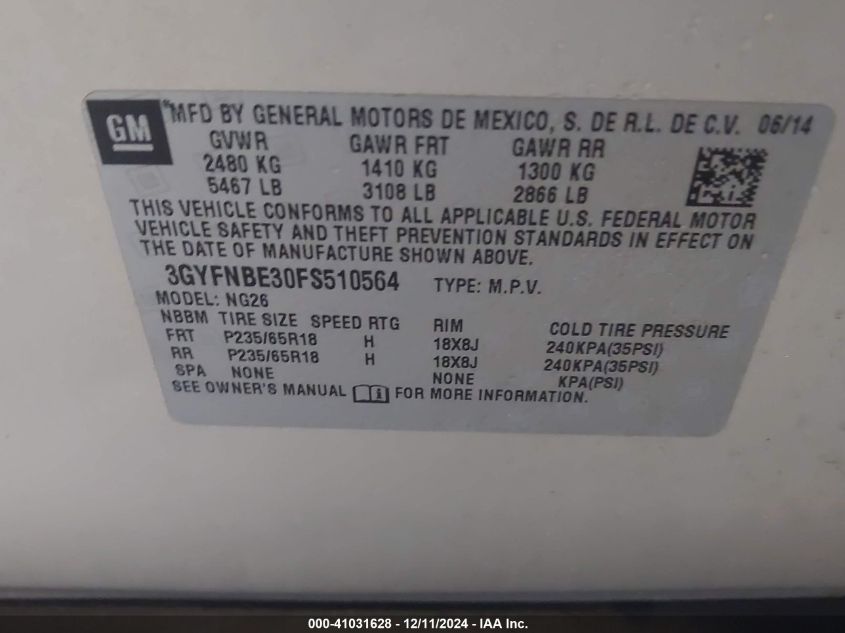 GM
*MFD BY GENERAL MOTORS DE MEXICO, S. DE R.L. DE C.V. 06/14
GVWR GAWR FRT GAWR RR
2480 KG 1410 KG 1300 KG
5467 LB 3108 LB 2866 LB
THIS VEHICLE CONFORMS TO ALL APPLICABLE U.S. FEDERAL MOTOR
VEHICLE SAFETY AND THEFT PREVENTION STANDARDS IN EFFECT ON
THE DATE OF MANUFACTURE SHOWN ABOVE.
3GYFNBE30FS510564 TYPE: M.P.V.
MODEL: NG26
NBBM TIRE SIZE SPEED RTG RIM COLD TIRE PRESSURE
FRT P235/65R18 H 18X8J 240KPA(35PSI)
RR P235/65R18 H 18X8J 240KPA(35PSI)
SPA NONE NONE KPA(PSI)
SEE OWNER'S MANUAL i FOR MORE INFORMATION.
000-41031628 - 12/11/2024 - IAA Inc.